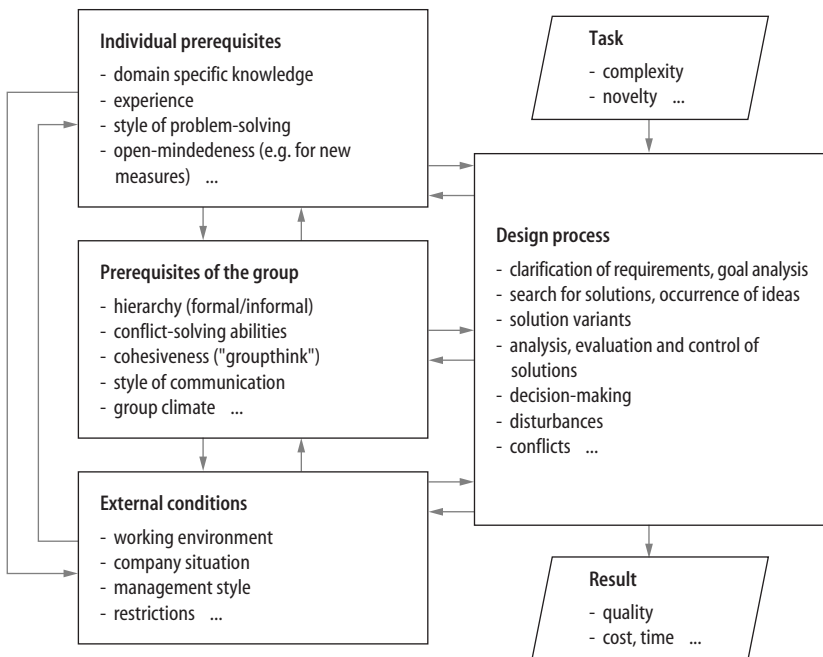 Individual prerequisites
- domain specific knowledge
- experience
- style of problem-solving
- open-mindedeness (e.g. for new
measures) ...
Task
- complexity
- novelty ...
Prerequisites of the group
- hierarchy (formal/informal)
- conflict-solving abilities
- cohesiveness ("groupthink")
- style of communication
- group climate ...
Design process
- clarification of requirements, goal analysis
- search for solutions, occurrence of ideas
- solution variants
- analysis, evaluation and control of
solutions
- decision-making
- disturbances
- conflicts ...
External conditions
- working environment
- company situation
- management style
- restrictions ...
Result
- quality
- cost, time ...